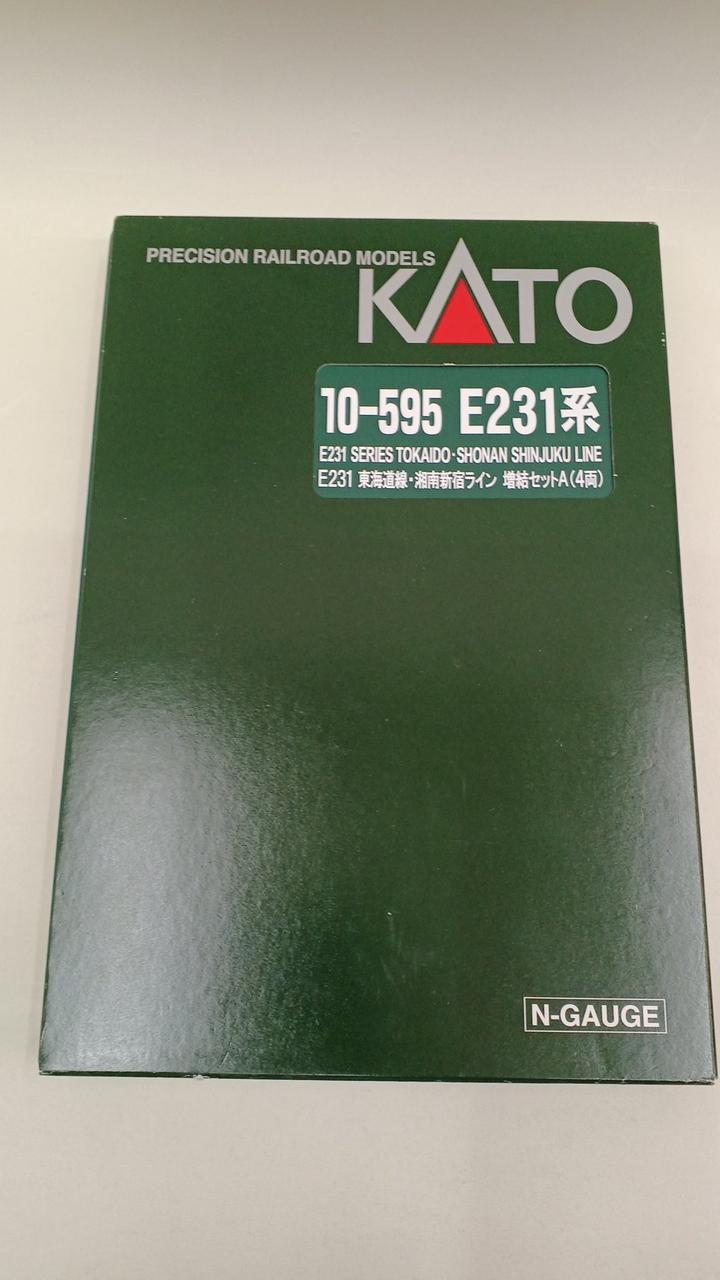 PRECISION RAILROAD MODELS
KATO
10-595 E231系
E231 SERIES TOKAIDO・SHONAN SHINJUKU LINE
E231 東海道線・湘南新宿ライン 増結セットA(4両)
N-GAUGE